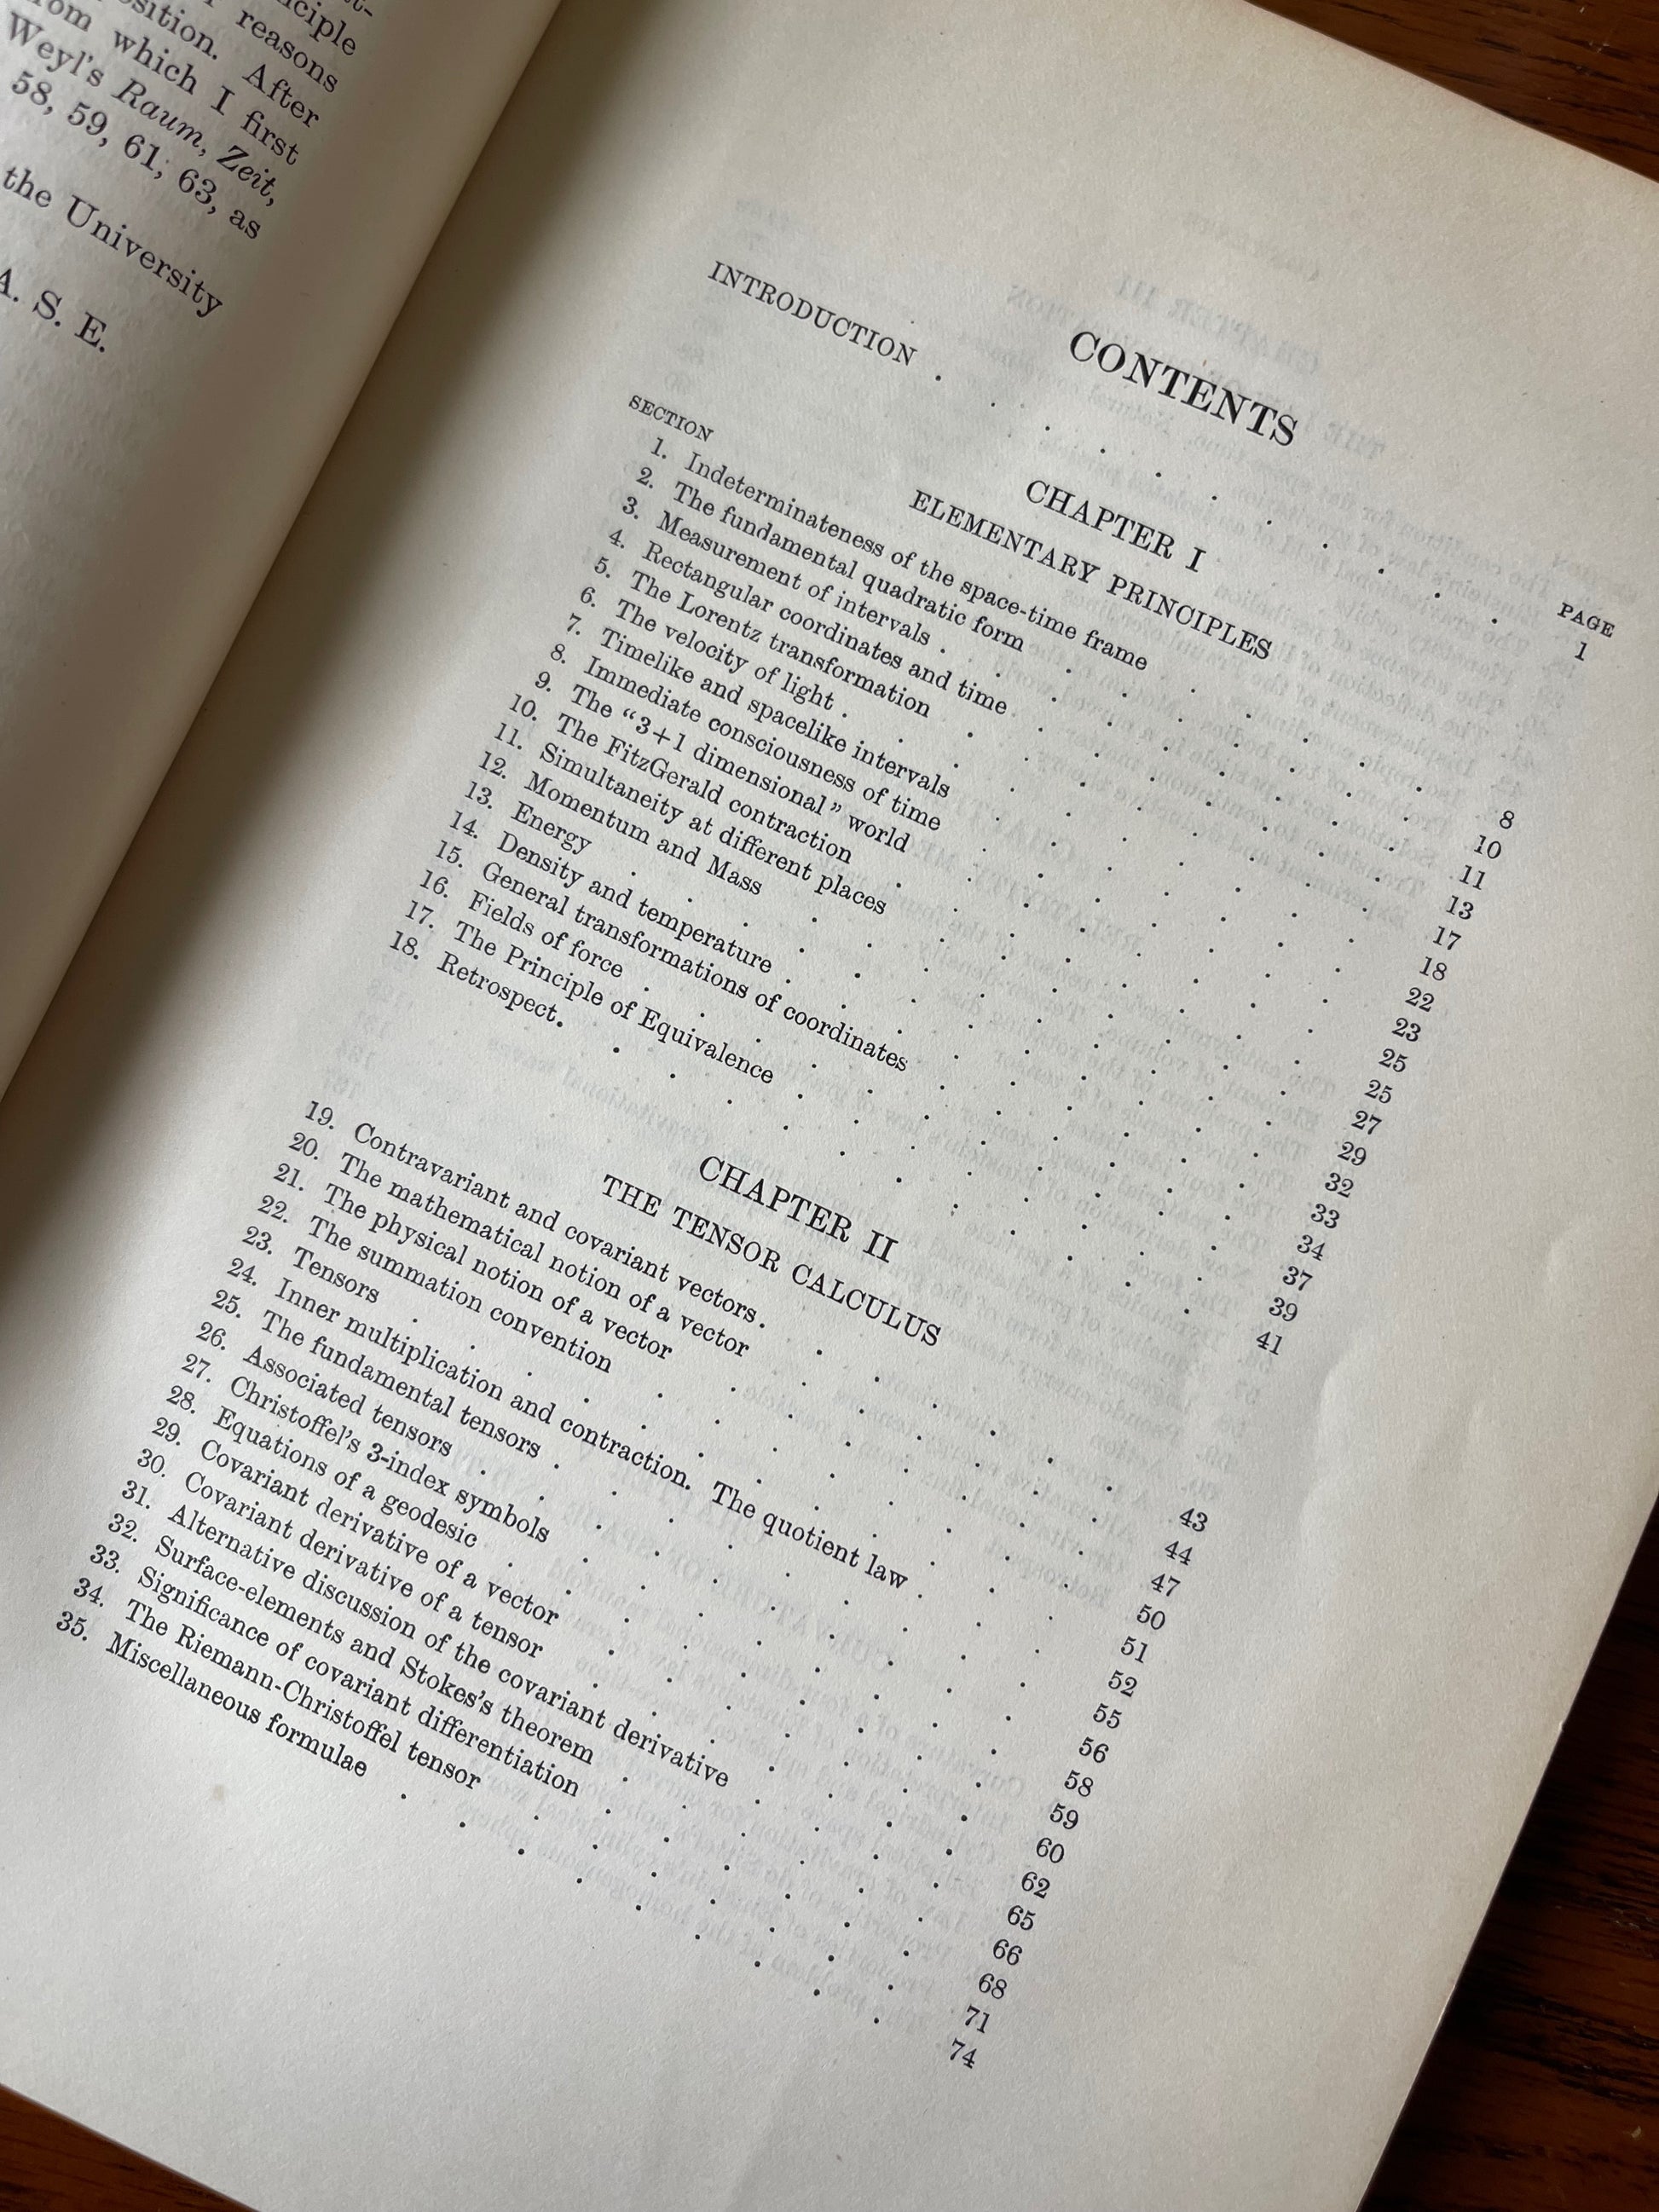 reasons
After
which I first
Weyl's Raum, Zeit,
58, 59, 61, 63, as
the University
A. S. E.
CONTENTS
PAGE
INTRODUCTION . . . . . . . . . . . 1
CHAPTER I
ELEMENTARY PRINCIPLES
SECTION
1. Indeterminateness of the space-time frame . . . . . 8
2. The fundamental quadratic form . . . . . . 10
3. Measurement of intervals . . . . . . . 11
4. Rectangular coordinates and time . . . . . . 13
5. The Lorentz transformation . . . . . . 17
6. The velocity of light . . . . . . . 18
7. Timelike and spacelike intervals . . . . . . 22
8. Immediate consciousness of time . . . . . . 23
9. The "3+1 dimensional" world . . . . . . 25
10. The FitzGerald contraction . . . . . . 25
11. Simultaneity at different places . . . . . . 27
12. Momentum and Mass . . . . . . . 29
13. Energy . . . . . . . . . 32
14. Density and temperature . . . . . . . 33
15. General transformations of coordinates . . . . . 34
16. Fields of force . . . . . . . . 37
17. The Principle of Equivalence . . . . . . 39
18. Retrospect. . . . . . . . . . 41
CHAPTER II
THE TENSOR CALCULUS
19. Contravariant and covariant vectors. . . . . . 43
20. The mathematical notion of a vector . . . . . 44
21. The physical notion of a vector . . . . . . 47
22. The summation convention . . . . . . 50
23. Tensors . . . . . . . . . 51
24. Inner multiplication and contraction. The quotient law . . . 52
25. The fundamental tensors . . . . . . . 55
26. Associated tensors . . . . . . . 56
27. Christoffel's 3-index symbols . . . . . . 58
28. Equations of a geodesic . . . . . . . 59
29. Covariant derivative of a vector . . . . . . 60
30. Covariant derivative of a tensor . . . . . . 62
31. Alternative discussion of the covariant derivative . . . . 65
32. Surface-elements and Stokes's theorem . . . . . 66
33. Significance of covariant differentiation . . . . . 68
34. The Riemann-Christoffel tensor . . . . . . 71
35. Miscellaneous formulae . . . . . . . 74